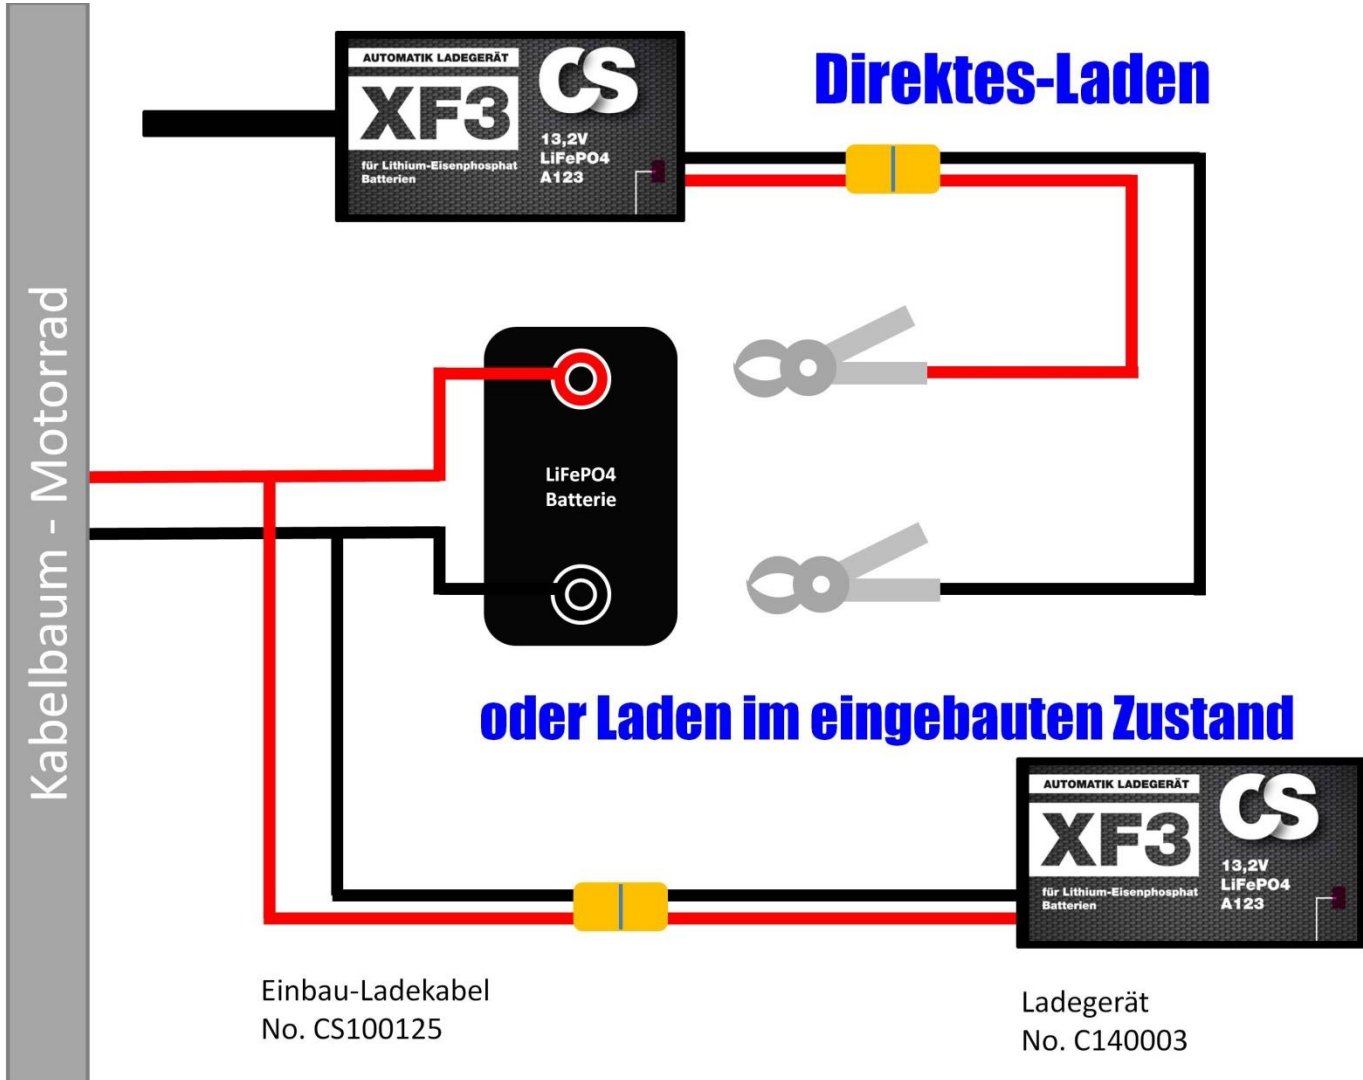 AUTOMATIK LADEGERÄT
XF3
für Lithium-Eisenphosphat
Batterien
CS
13,2V
LiFePO4
A123
Direktes-Laden
Kabelbaum - Motorrad
LiFePO4
Batterie
oder Laden im eingebauten Zustand
AUTOMATIK LADEGERÄT
XF3
für Lithium-Eisenphosphat
Batterien
CS
13,2V
LiFePO4
A123
Einbau-Ladekabel
No. CS100125
Ladegerät
No. C140003